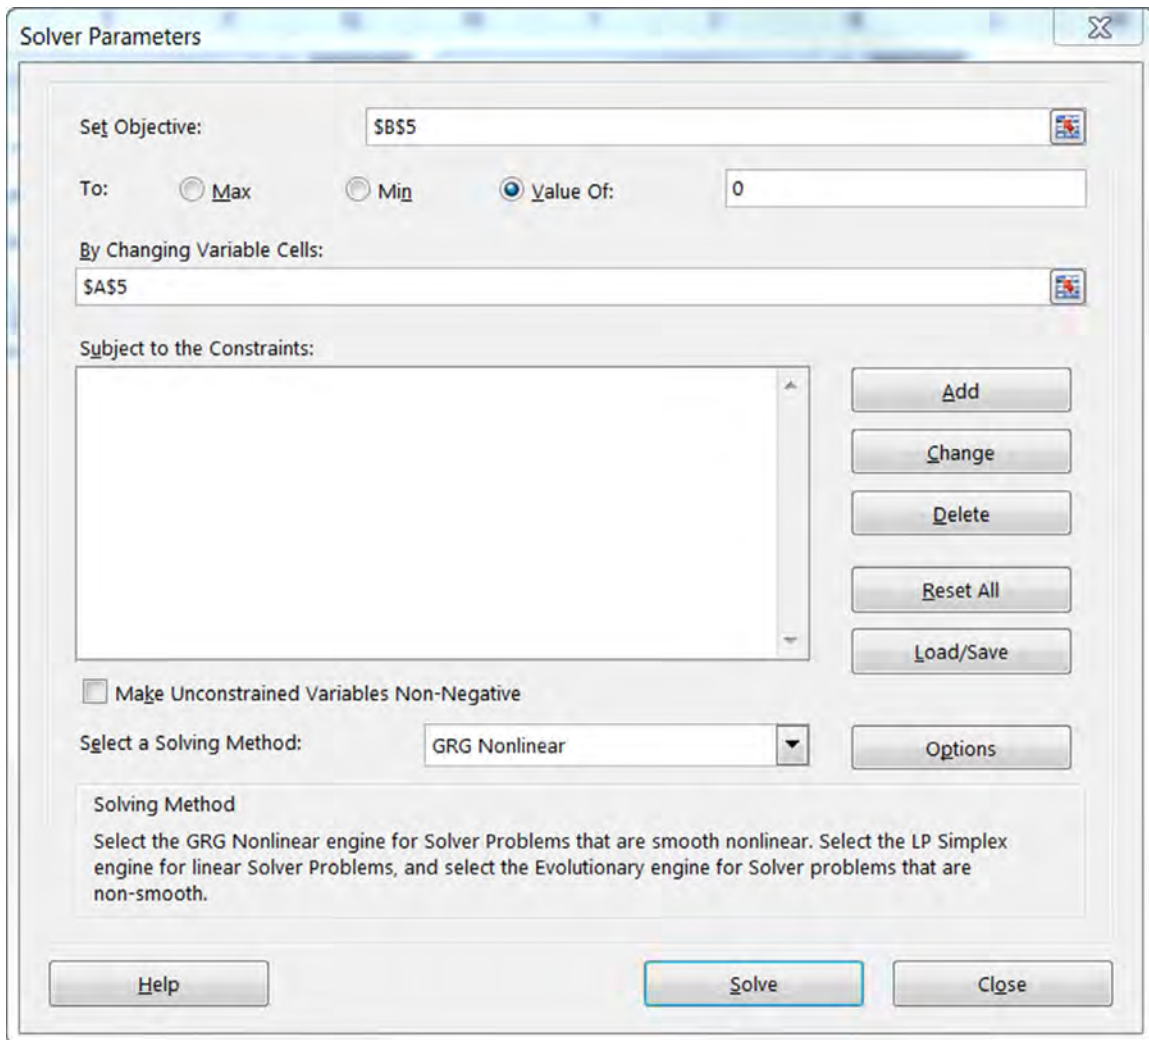 Solver Parameters
Set Objective:
$B$5
To:
Max
Min
Value Of:
0
By Changing Variable Cells:
$A$5
Subject to the Constraints:
Add
Change
Delete
Reset All
Load/Save
Make Unconstrained Variables Non-Negative
Select a Solving Method:
GRG Nonlinear
Options
Solving Method
Select the GRG Nonlinear engine for Solver Problems that are smooth nonlinear. Select the LP Simplex
engine for linear Solver Problems, and select the Evolutionary engine for Solver problems that are
non-smooth.
Help
Solve
Close